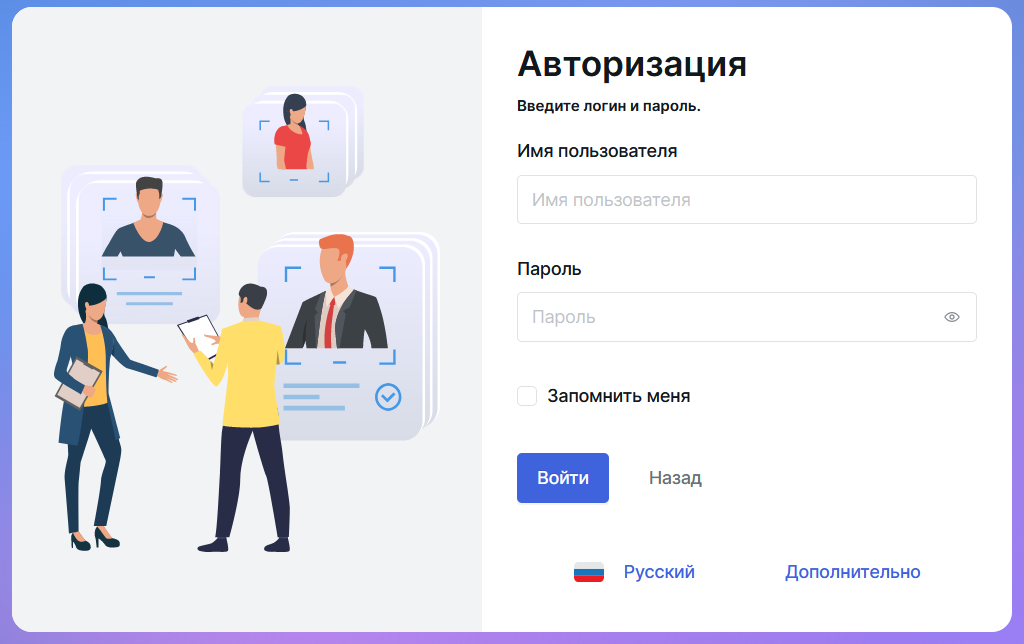 Авторизация
Введите логин и пароль.
Имя пользователя
Имя пользователя
Пароль
Пароль
Запомнить меня
Войти Назад
Русский Дополнительно